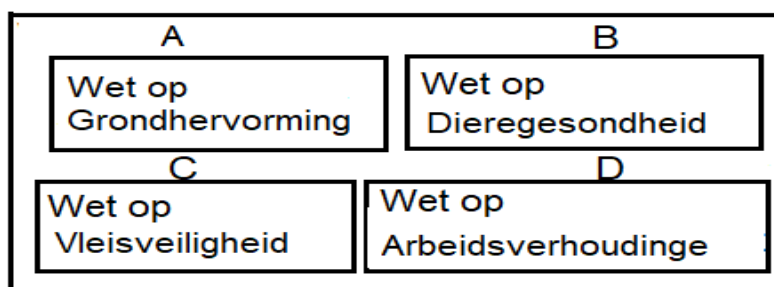 A
B
Wet op
Grondhervorming
Wet op
Dieregesondheid
C
D
Wet op
Vleisveiligheid
Wet op
Arbeidsverhoudinge